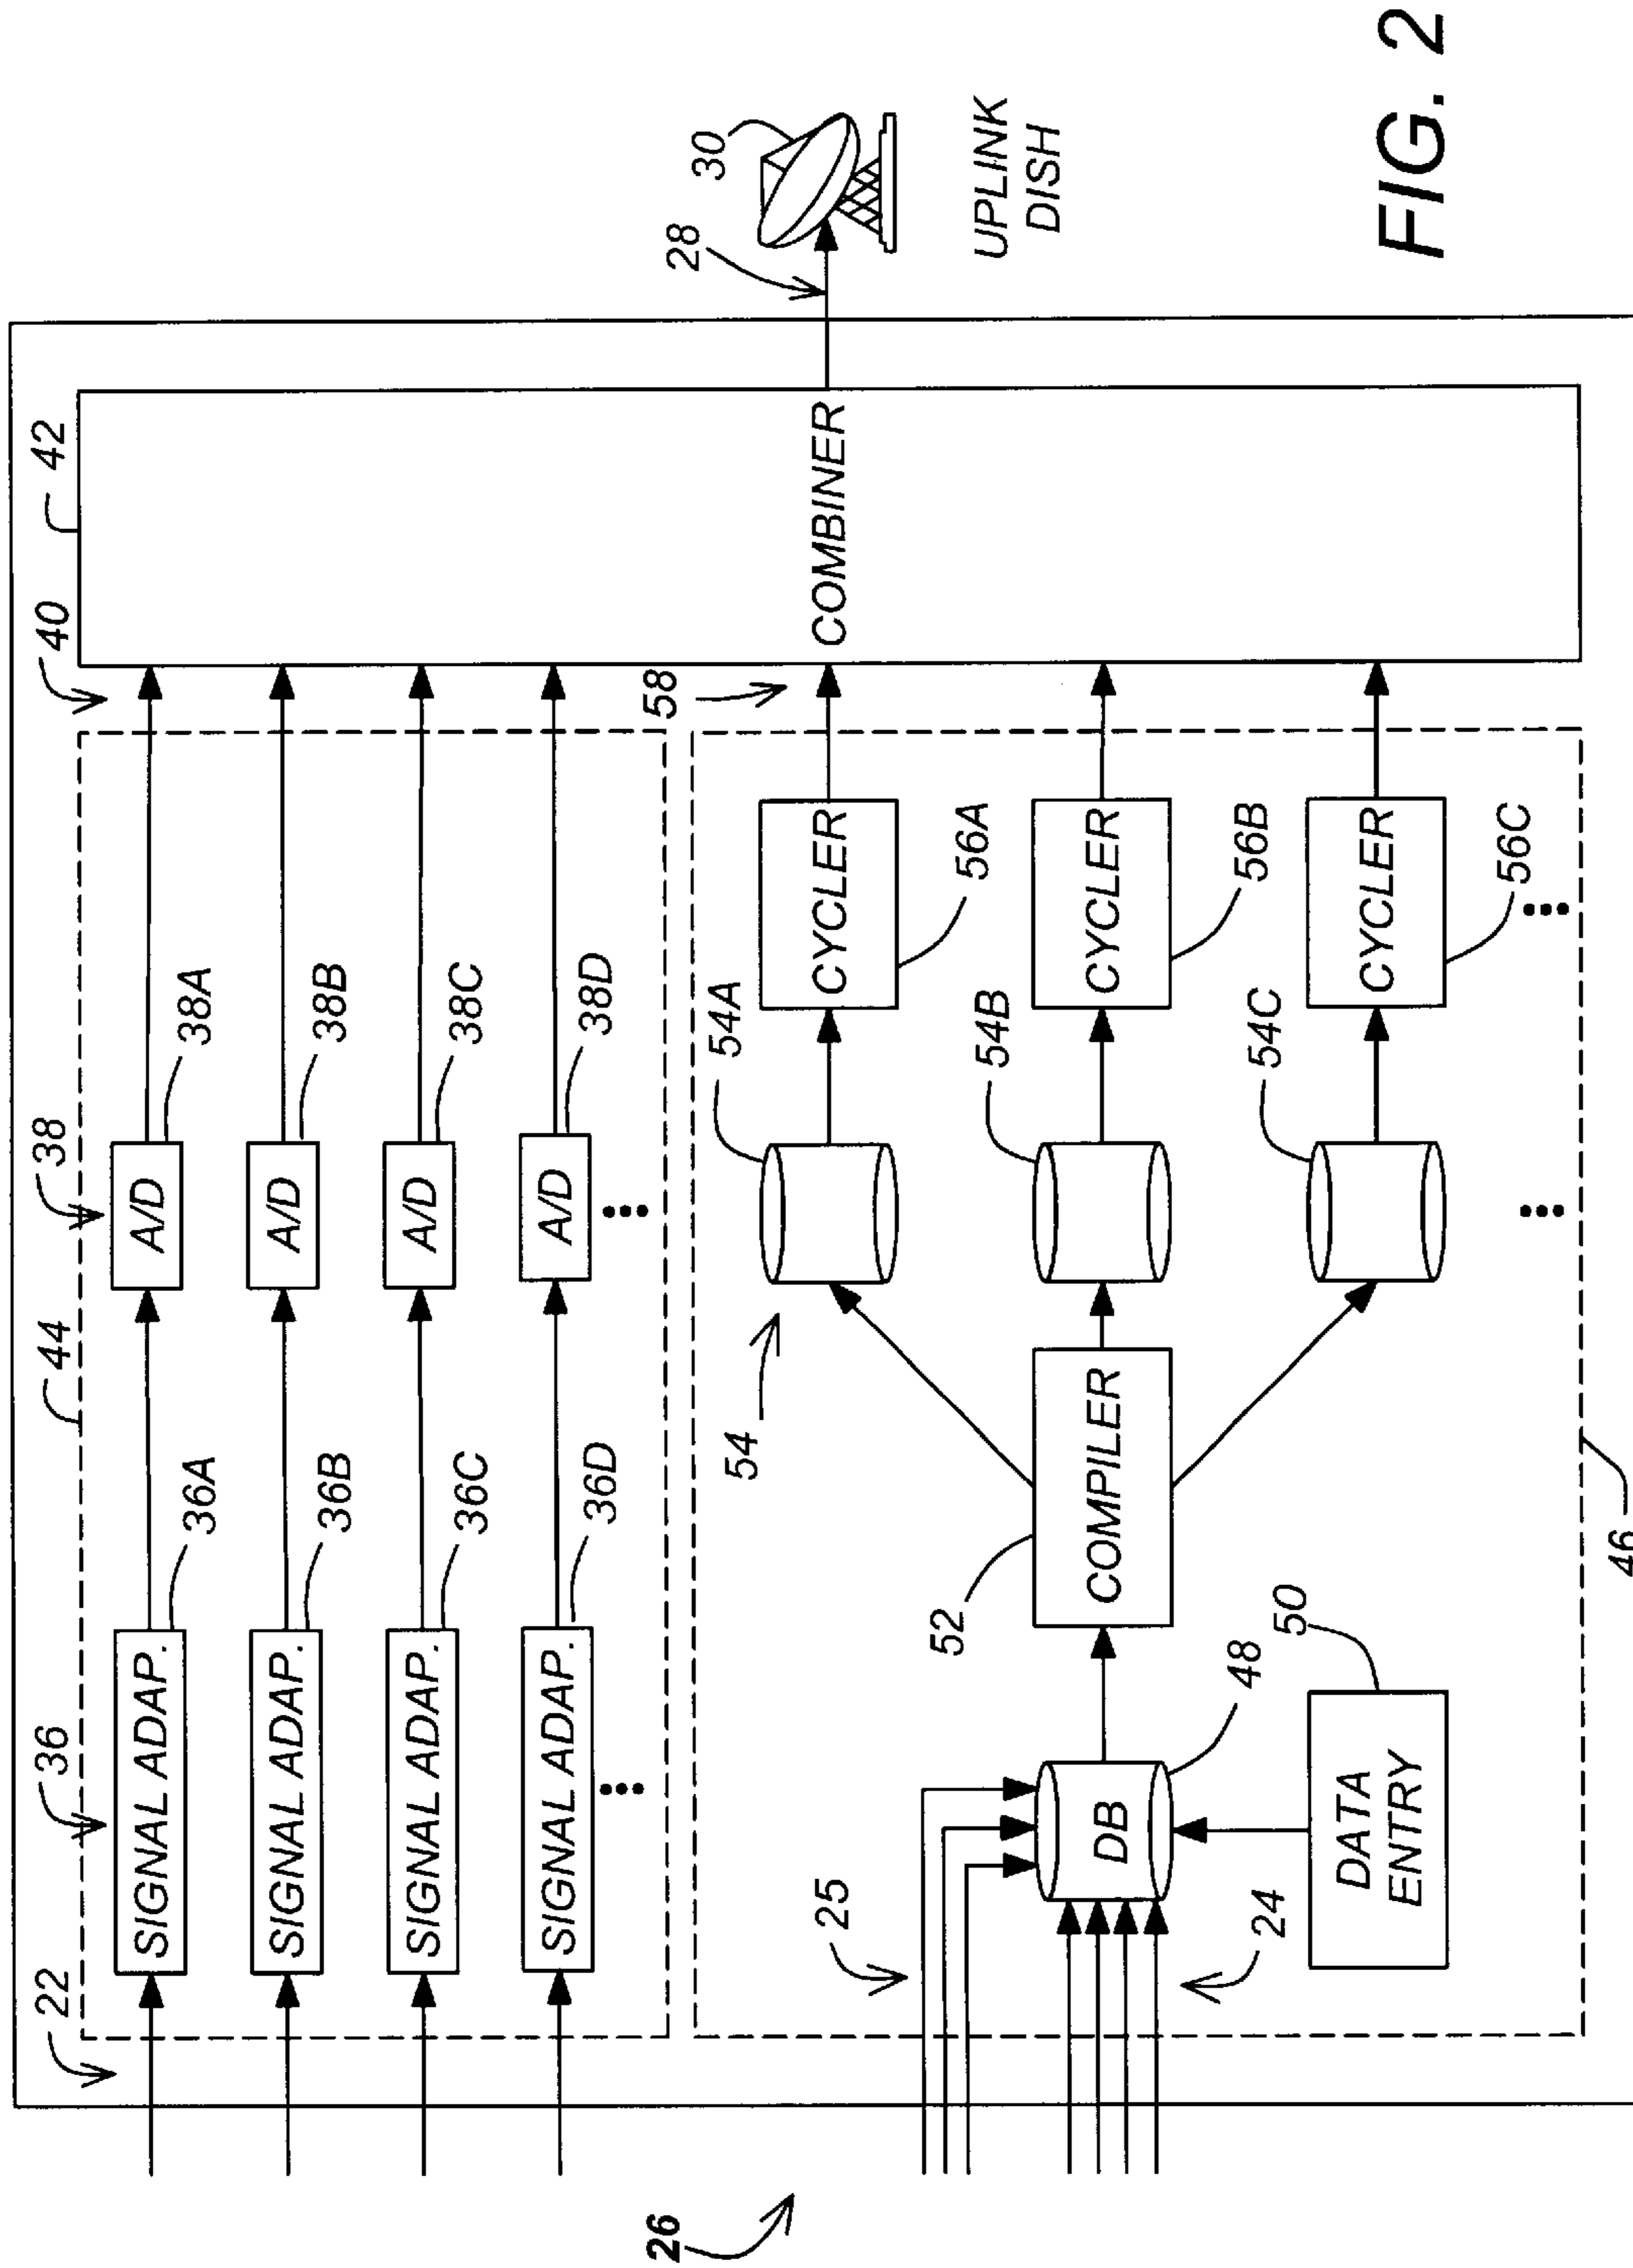 22
36
44
38
40
42
SIGNAL ADAP.
36A
A/D
38A
SIGNAL ADAP.
36B
A/D
38B
SIGNAL ADAP.
36C
A/D
38C
SIGNAL ADAP.
36D
A/D
38D
COMBINER
28
30
UPLINK
DISH
26
25
24
DB
48
DATA
ENTRY
50
52
COMPILER
54
54A
CYCLER
56A
58
54B
CYCLER
56B
54C
CYCLER
56C
46
FIG. 2